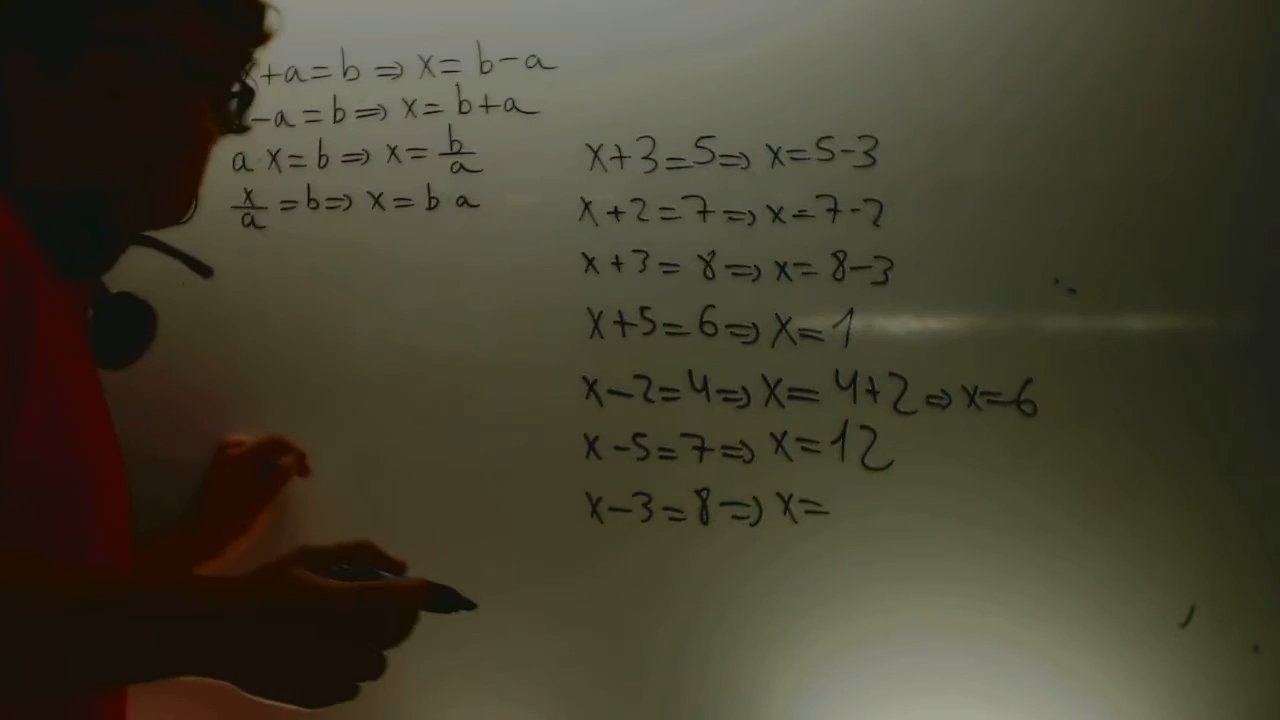 x+a=b⇒x=b-a
-a=b⇒x=b+a
a·x=b⇒x=b/a
x/a=b⇒x=b a
x+3=5⇒x=5-3
x+2=7⇒x=7-2
x+3=8⇒x=8-3
x+5=6⇒x=1
x-2=4⇒x=4+2⇒x=6
x-5=7⇒x=12
x-3=8⇒x=